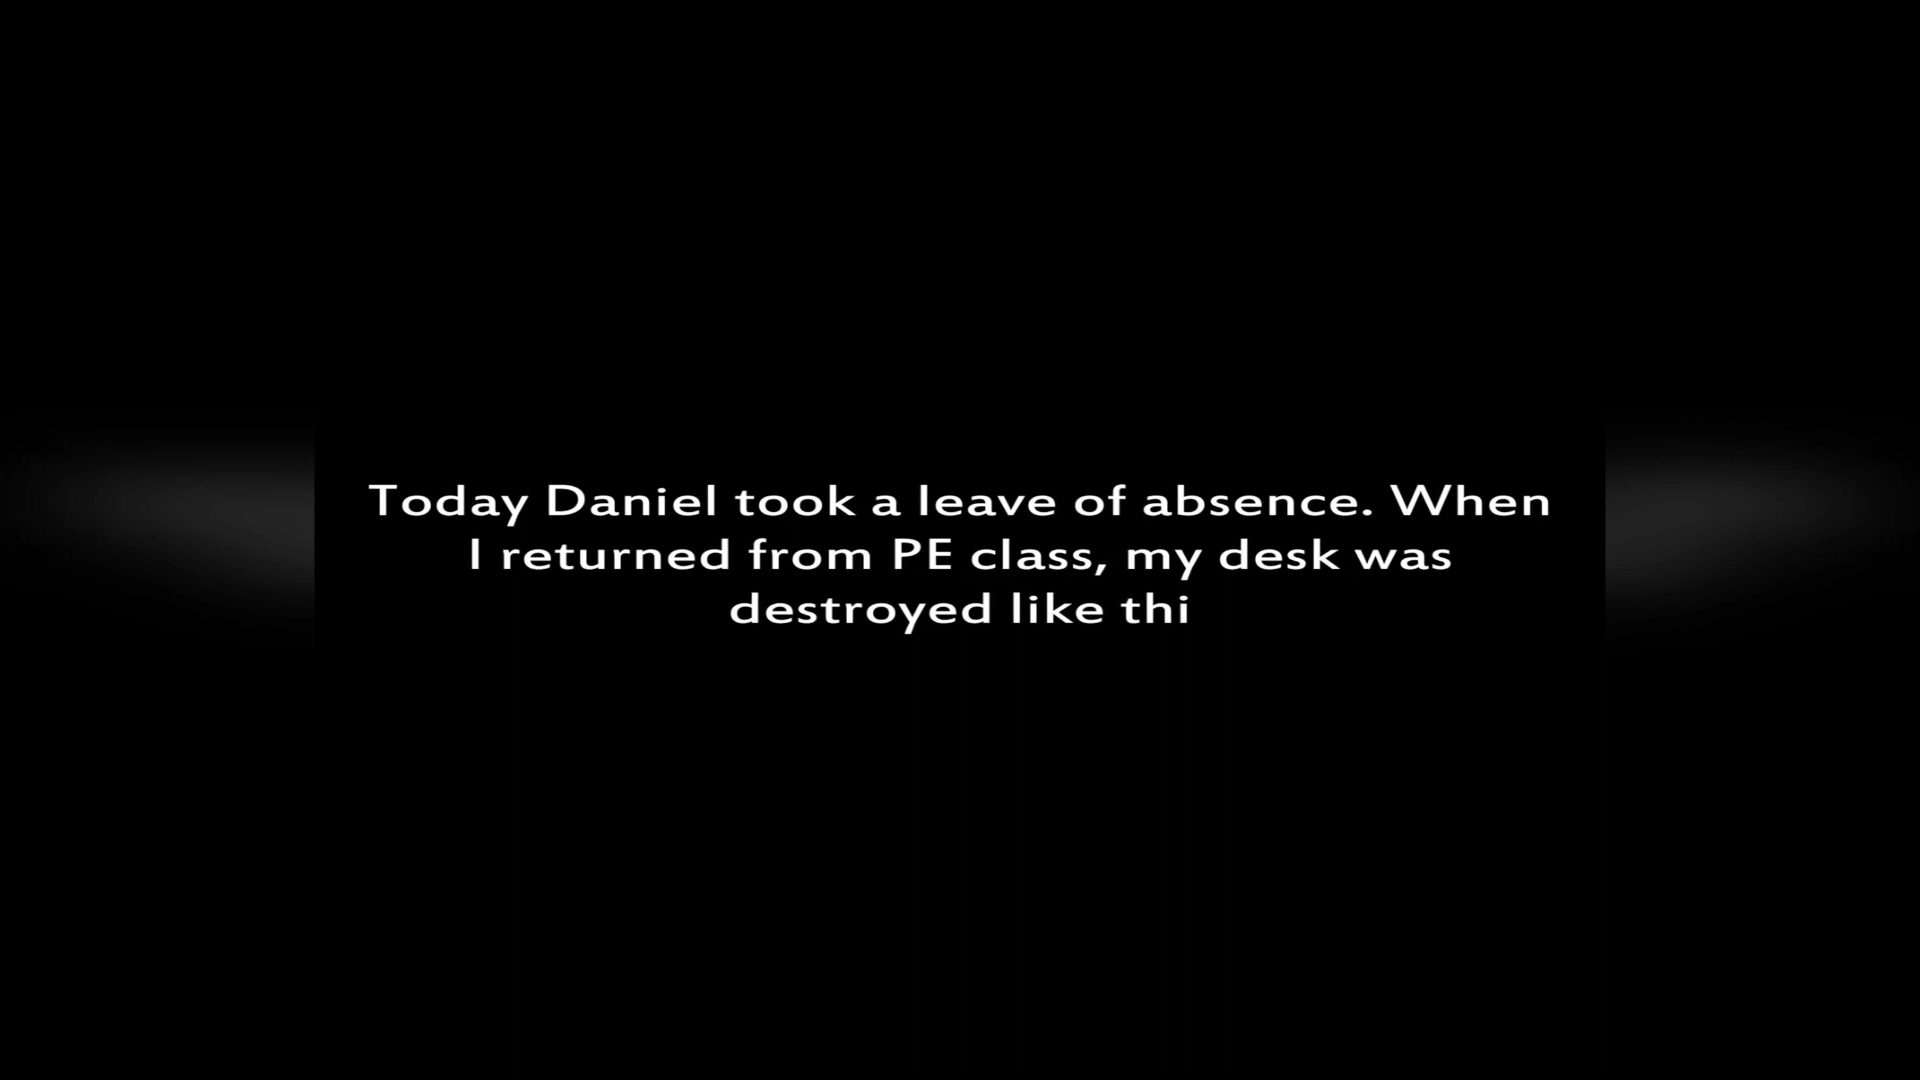 Today Daniel took a leave of absence. When
I returned from PE class, my desk was
destroyed like thi